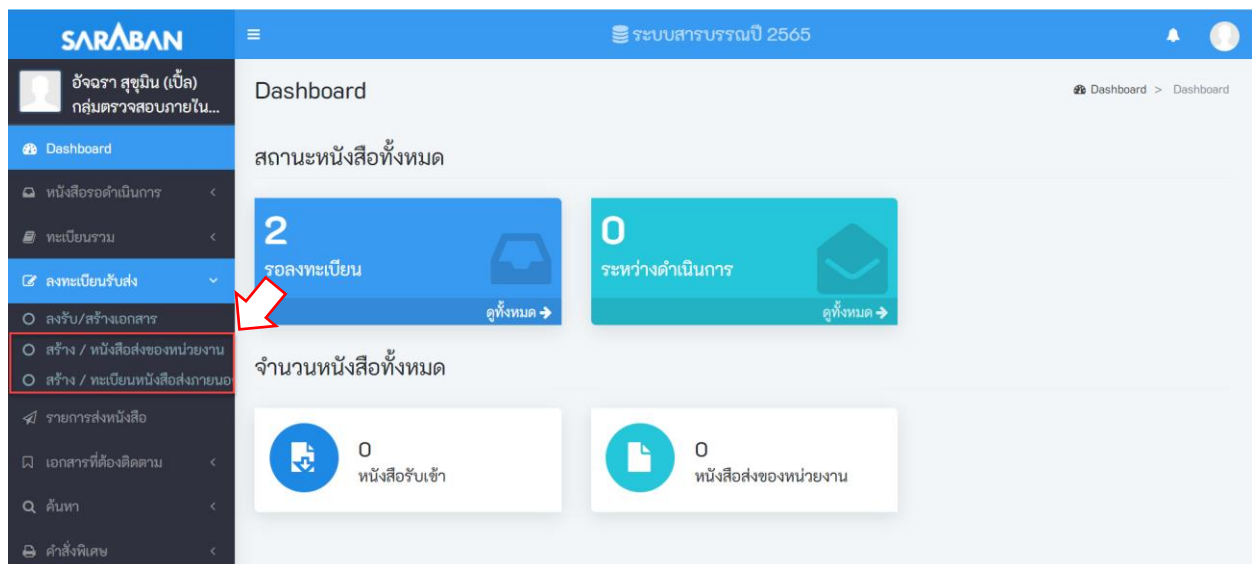 SARABAN
ระบบสารบรรณปี 2565
อัจฉรา สุขุมิน (เปิ้ล)
กลุ่มตรวจสอบภายใน...
Dashboard
Dashboard > Dashboard
Dashboard
หนังสือรอดำเนินการ
ทะเบียนรวม
ลงทะเบียนรับส่ง
ลงรับ/สร้างเอกสาร
สร้าง / หนังสือส่งของหน่วยงาน
สร้าง / ทะเบียนหนังสือส่งภายนอ
รายการส่งหนังสือ
เอกสารที่ต้องติดตาม
ค้นหา
คำสั่งพิเศษ
สถานะหนังสือทั้งหมด
2
รอลงทะเบียน
ดูทั้งหมด
0
ระหว่างดำเนินการ
ดูทั้งหมด
จำนวนหนังสือทั้งหมด
0
หนังสือรับเข้า
0
หนังสือส่งของหน่วยงาน